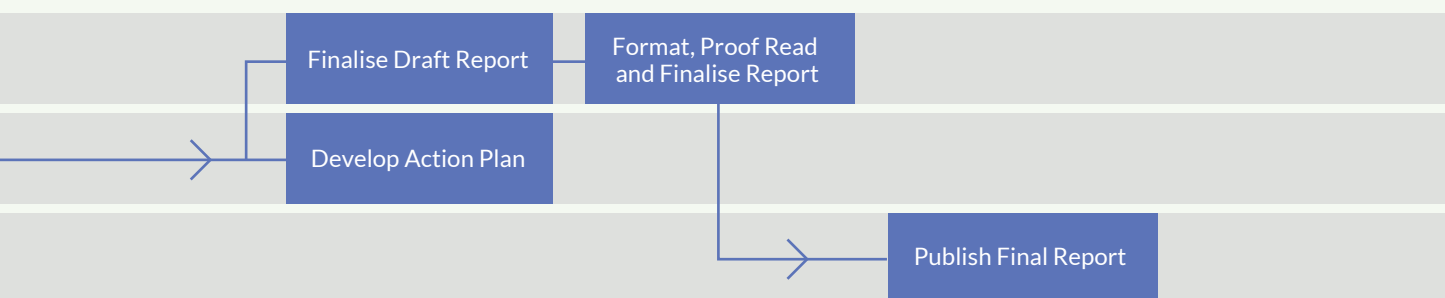 Finalise Draft Report
Format, Proof Read
and Finalise Report
Develop Action Plan
Publish Final Report